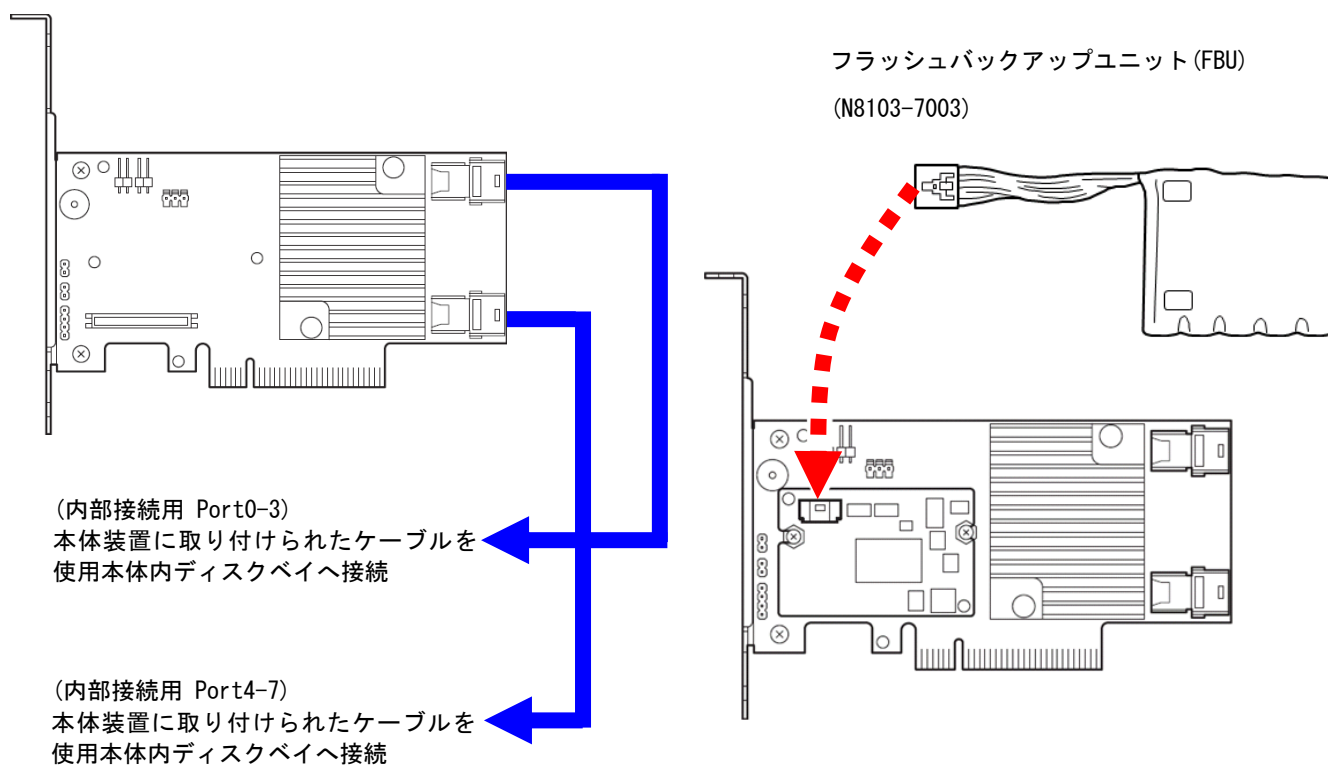 フラッシュバックアップユニット(FBU)
(N8103-7003)
(内部接続用 Port0-3)
本体装置に取り付けられたケーブルを
使用本体内ディスクベイへ接続
(内部接続用 Port4-7)
本体装置に取り付けられたケーブルを
使用本体内ディスクベイへ接続